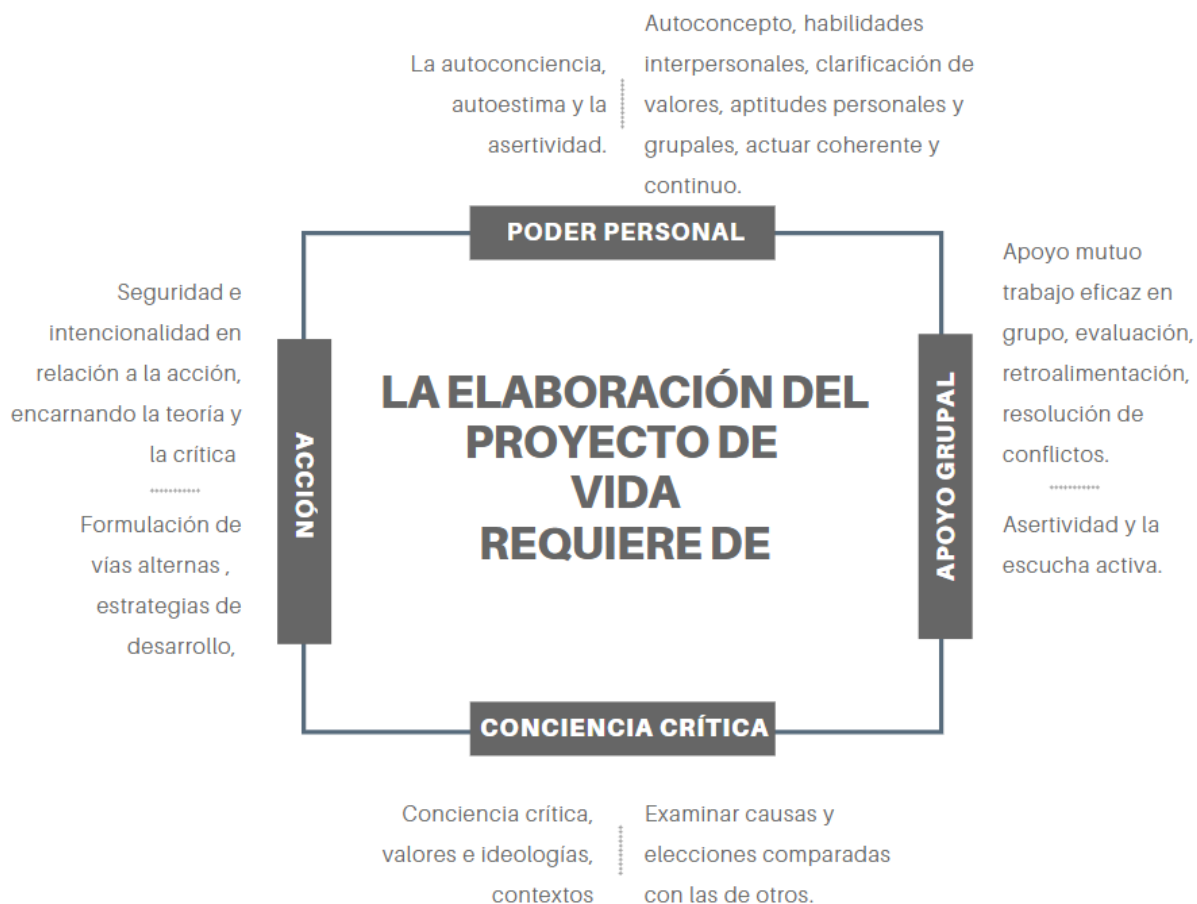 La autoconciencia,
autoestima y la
asertividad.
Autoconcepto, habilidades
interpersonales, clarificación de
valores, aptitudes personales y
grupales, actuar coherente y
continuo.
PODER PERSONAL
Seguridad e
intencionalidad en
relación a la acción,
encarnando la teoría y
la crítica
Formulación de
vías alternas ,
estrategias de
desarrollo,
ACCIÓN
LA ELABORACIÓN DEL
PROYECTO DE
VIDA
REQUIERE DE
APOYO GRUPAL
Apoyo mutuo
trabajo eficaz en
grupo, evaluación,
retroalimentación,
resolución de
conflictos.
Asertividad y la
escucha activa.
CONCIENCIA CRÍTICA
Conciencia crítica,
valores e ideologías,
contextos
Examinar causas y
elecciones comparadas
con las de otros.